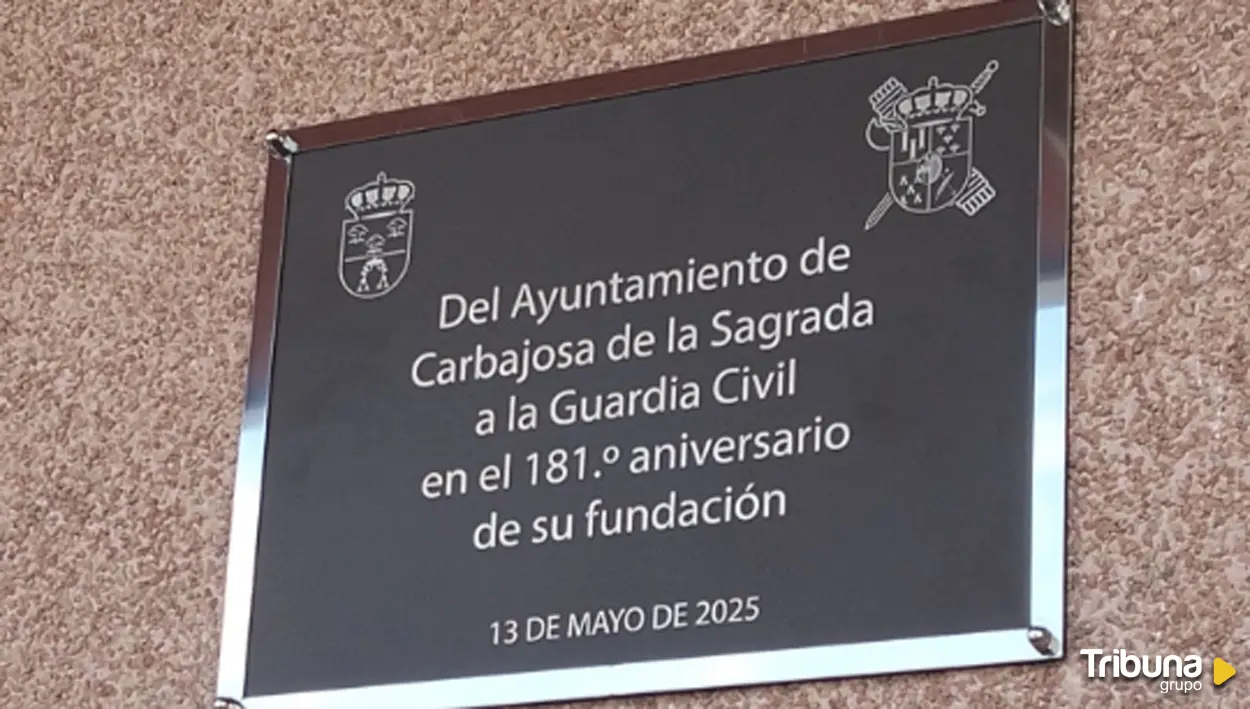 Del Ayuntamiento de
Carbajosa de la Sagrada
a la Guardia Civil
en el 181.º aniversario
de su fundación
13 DE MAYO DE 2025
Tribuna
grupo